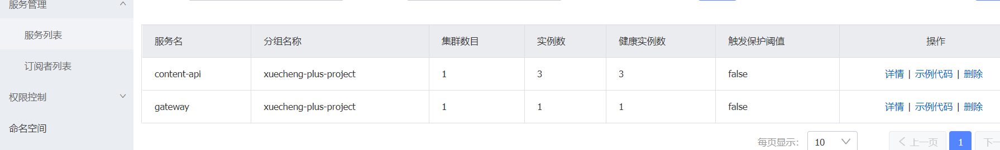 服务管理
服务列表
订阅者列表
权限控制
命名空间
服务名 分组名称 集群数目 实例数 健康实例数 触发保护阈值 操作
content-api xuecheng-plus-project 1 3 3 false 详情 | 示例代码 | 删除
gateway xuecheng-plus-project 1 1 1 false 详情 | 示例代码 | 删除
每页显示: 10 上一页 1 下一